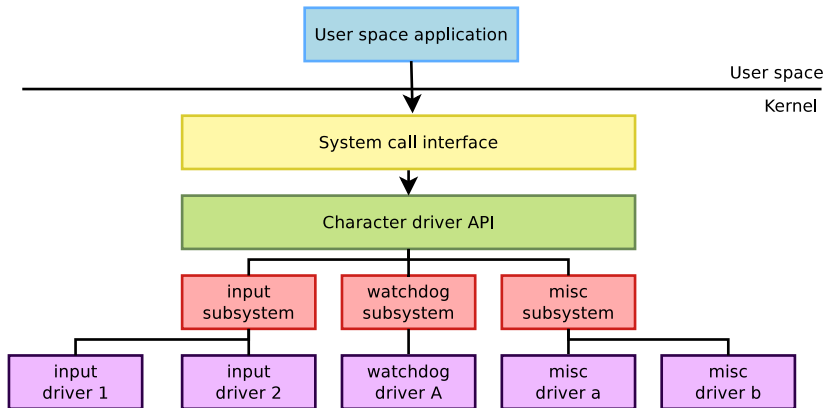 User space application
User space
Kernel
System call interface
Character driver API
input
subsystem
watchdog
subsystem
misc
subsystem
input
driver 1
input
driver 2
watchdog
driver A
misc
driver a
misc
driver b